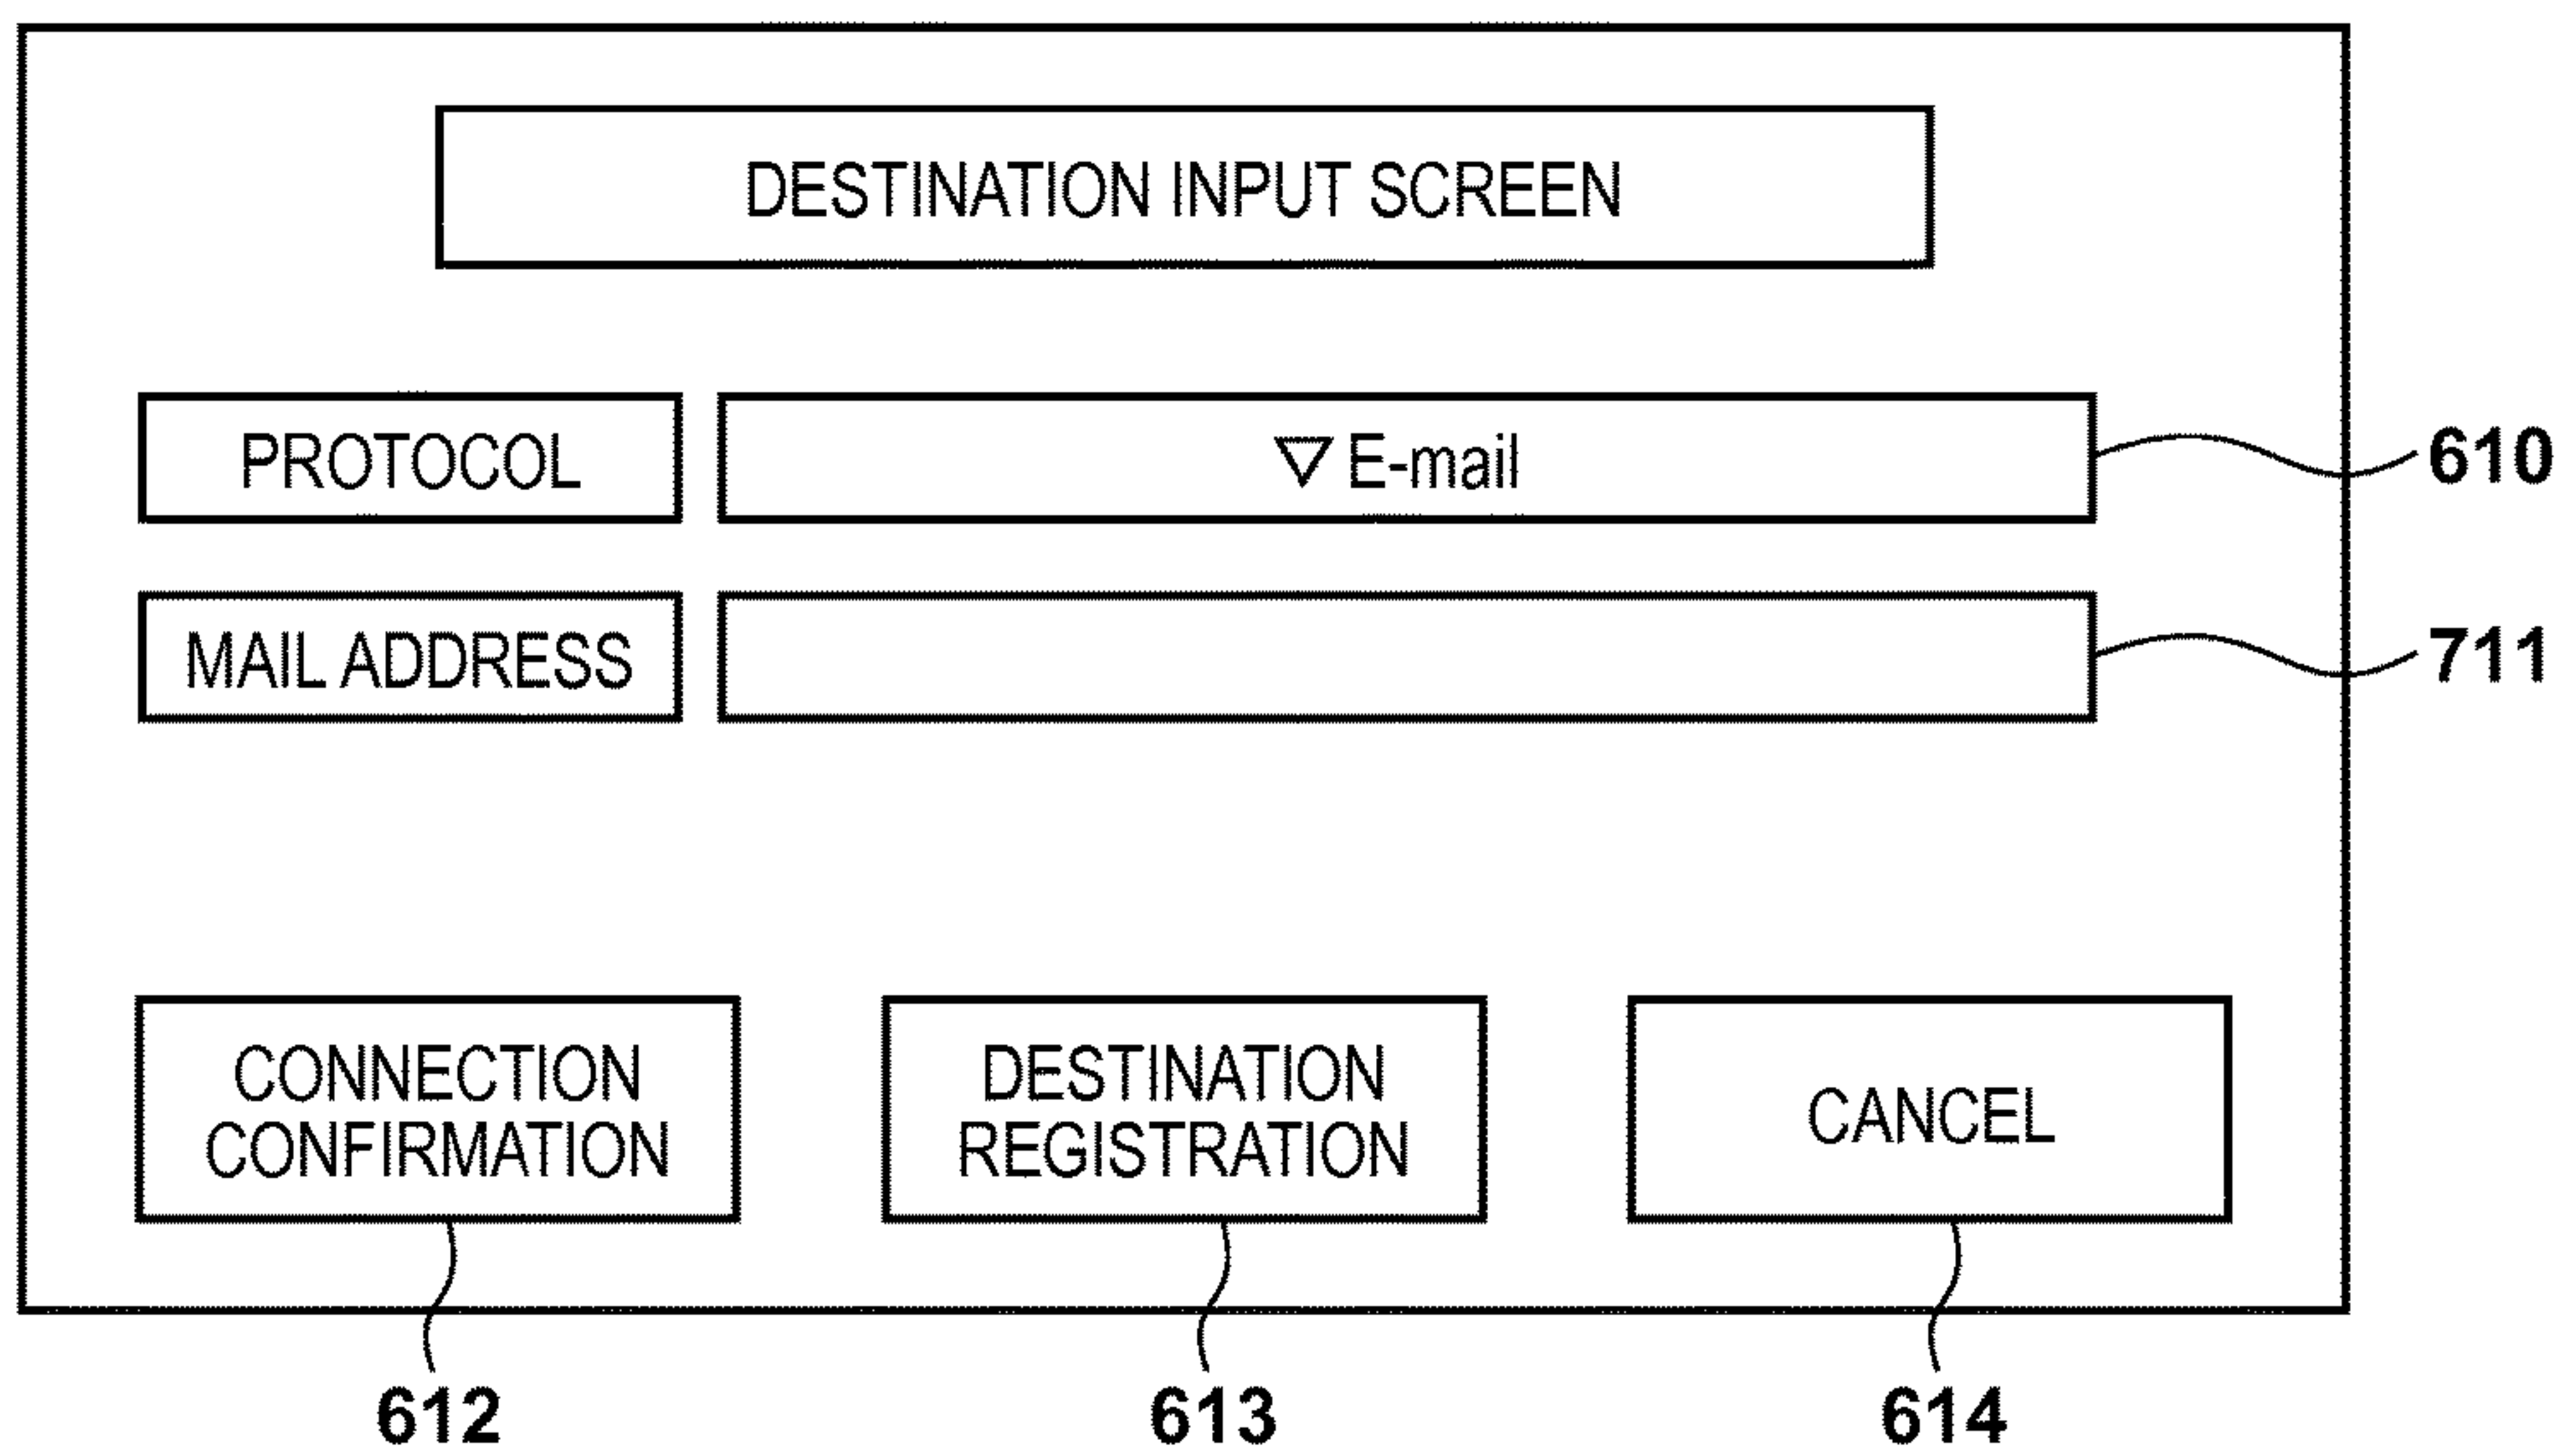 DESTINATION INPUT SCREEN
PROTOCOL
▽ E-mail
610
MAIL ADDRESS
711
CONNECTION
CONFIRMATION
DESTINATION
REGISTRATION
CANCEL
612
613
614